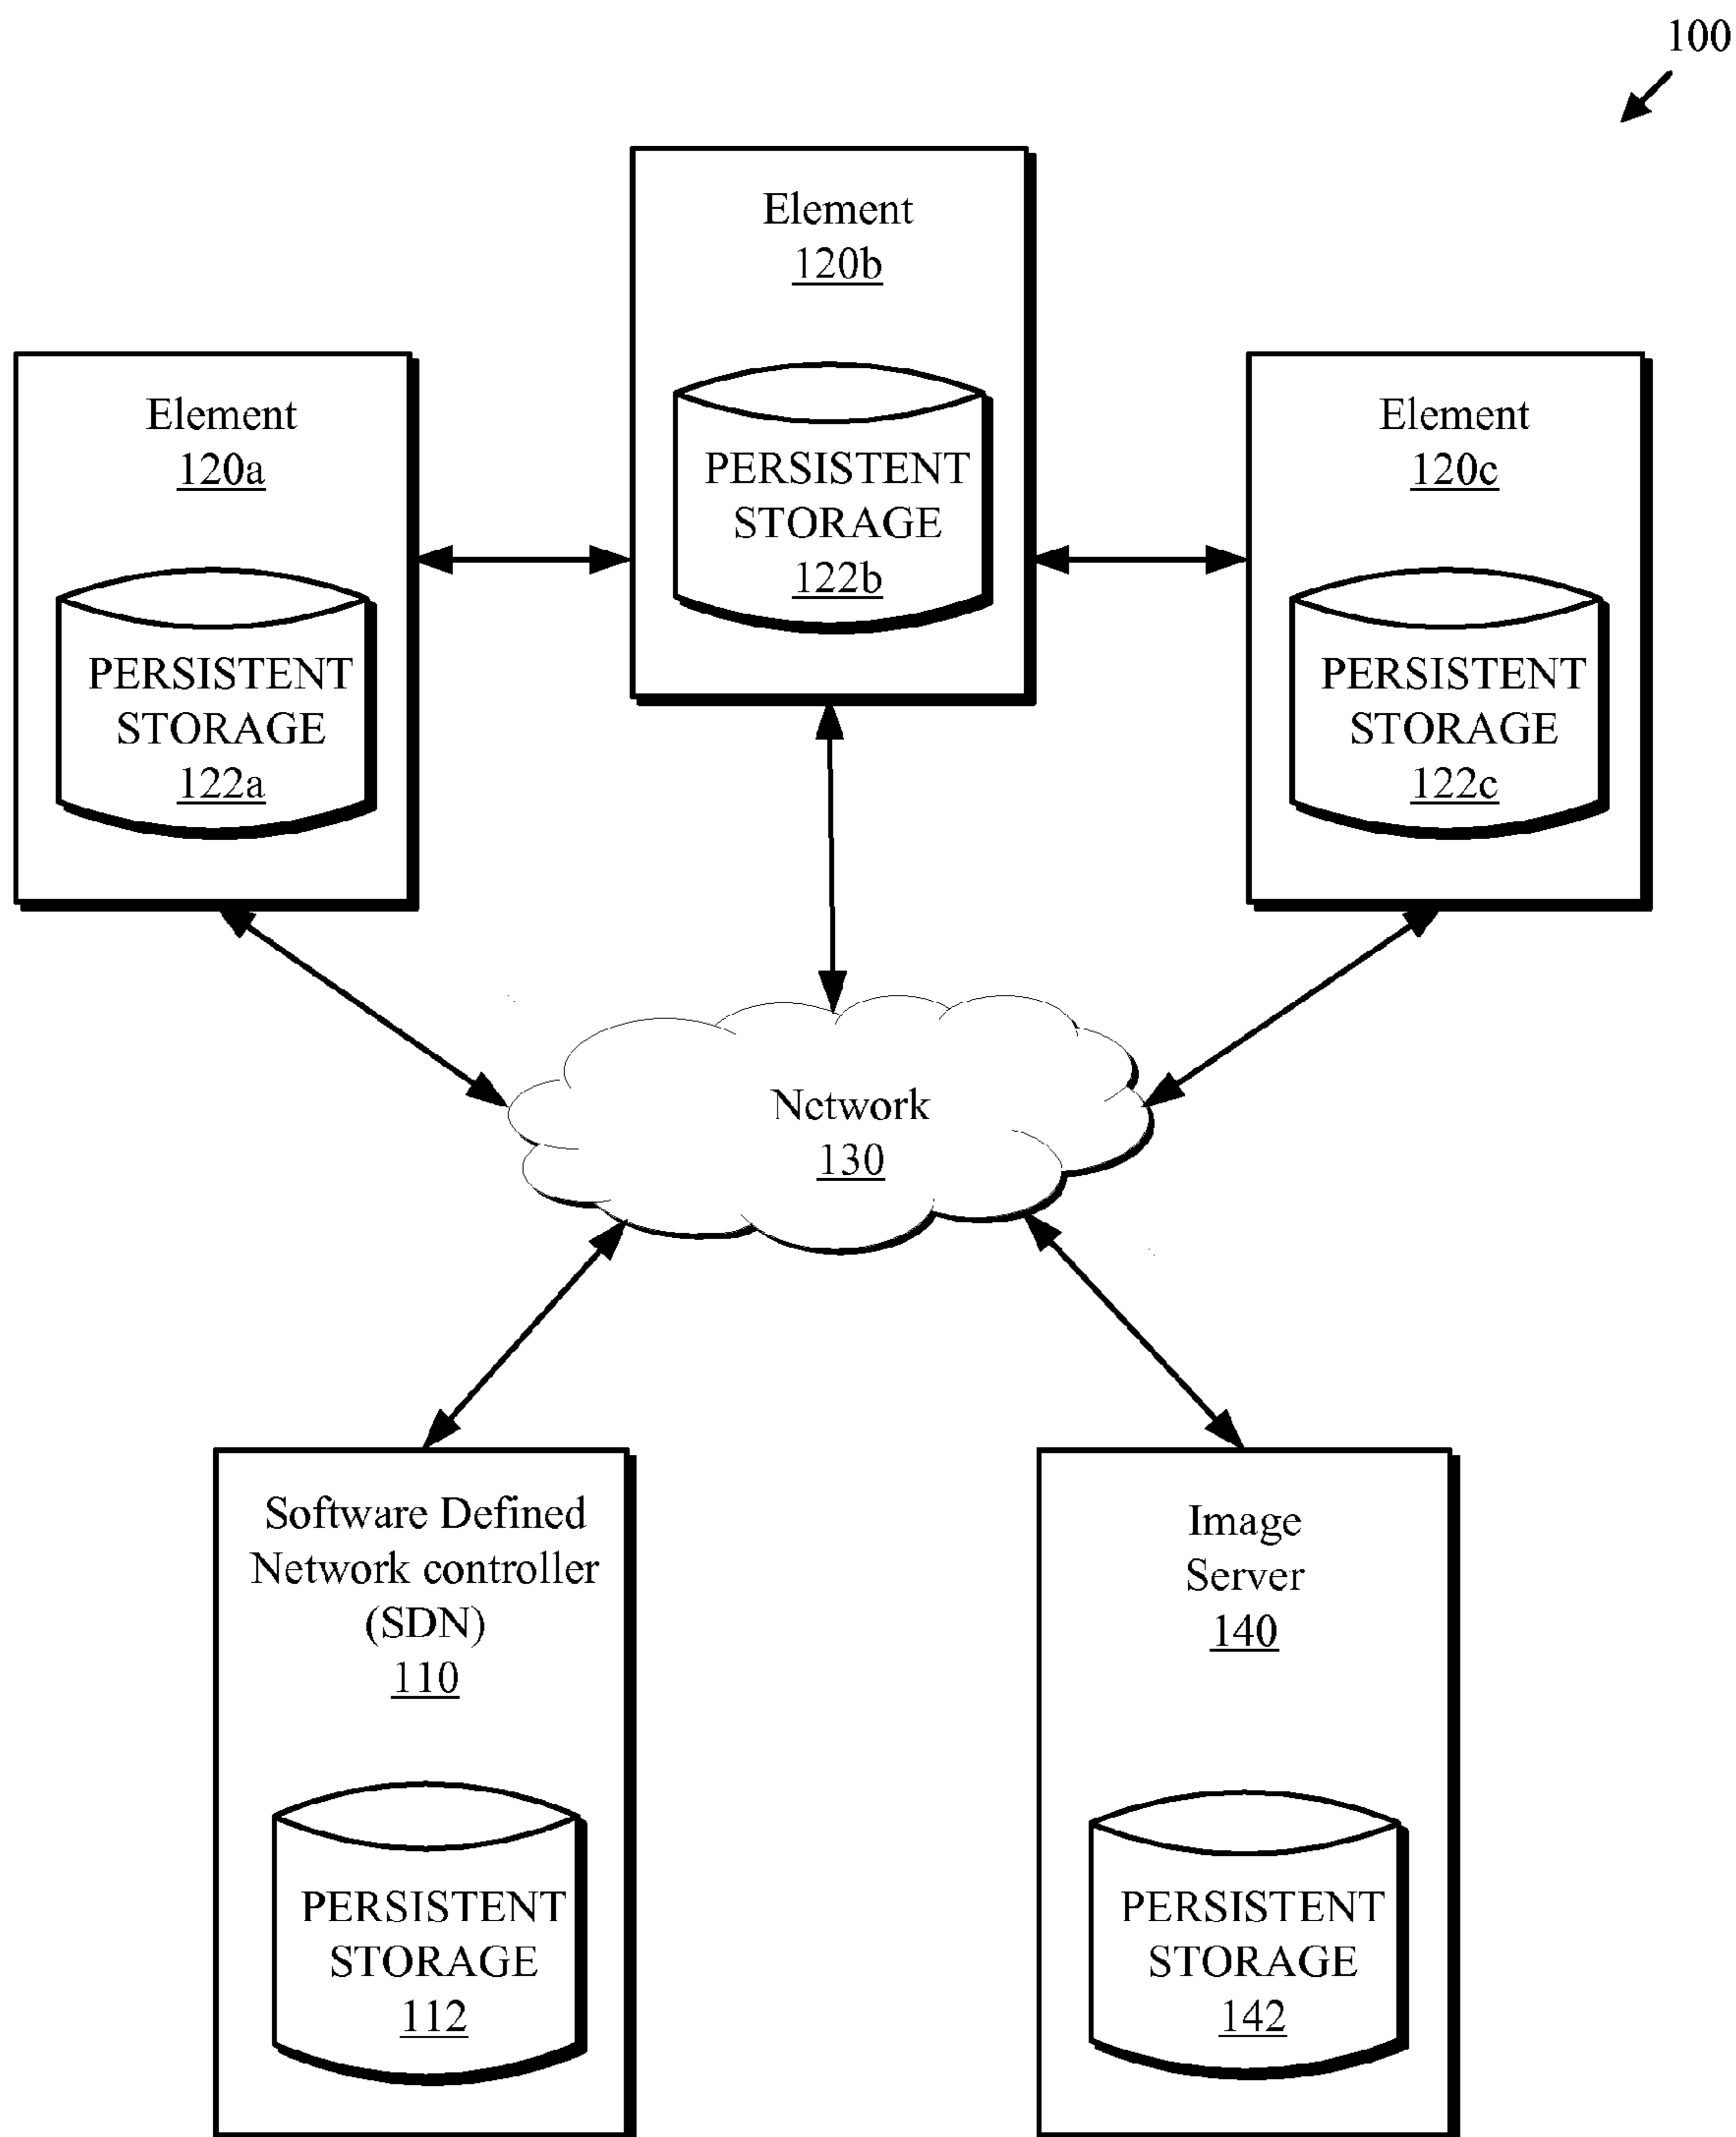 100
Element
120b
PERSISTENT
STORAGE
122b
Element
120a
PERSISTENT
STORAGE
122a
Element
120c
PERSISTENT
STORAGE
122c
Network
130
Software Defined
Network controller
(SDN)
110
PERSISTENT
STORAGE
112
Image
Server
140
PERSISTENT
STORAGE
142